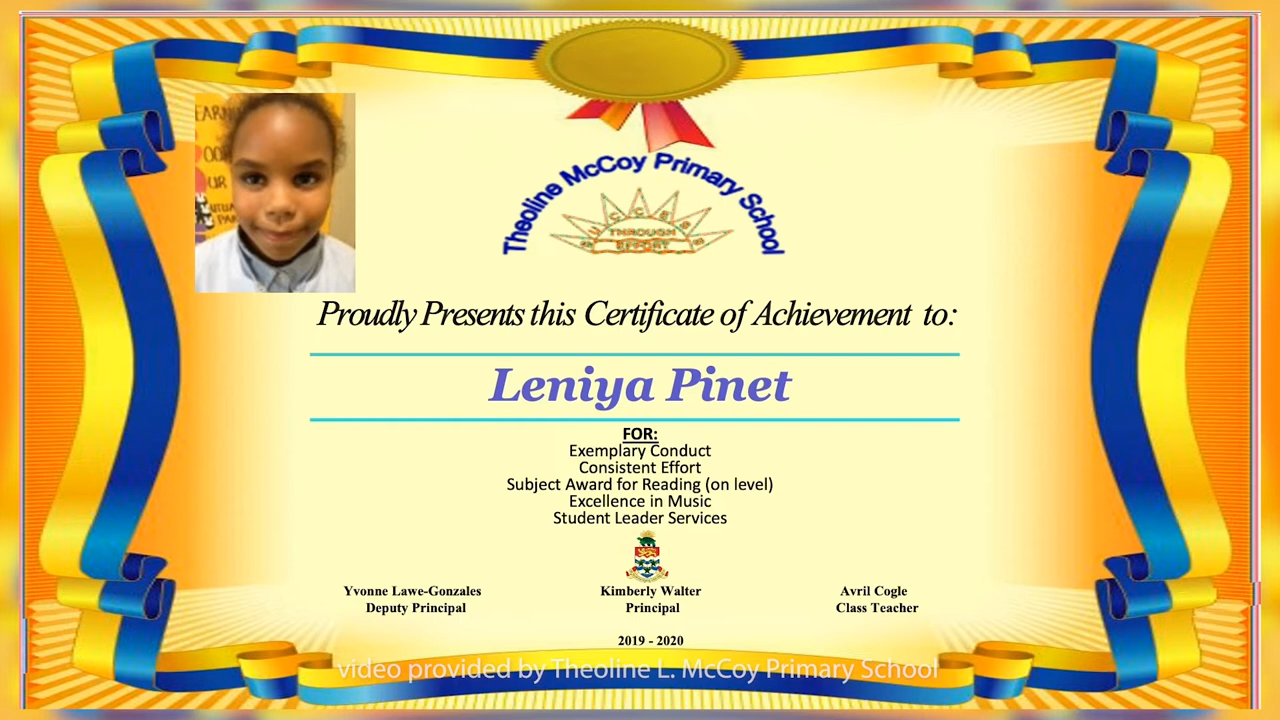 Theoline McCoy Primary School
SUCCESS
THROUGH
EFFORT
Proudly Presents this Certificate of Achievement to:
Leniya Pinet
FOR:
Exemplary Conduct
Consistent Effort
Subject Award for Reading (on level)
Excellence in Music
Student Leader Services
Yvonne Lawe-Gonzales Kimberly Walter Avril Cogle
Deputy Principal Principal Class Teacher
2019 - 2020
video provided by Theoline L. McCoy Primary School